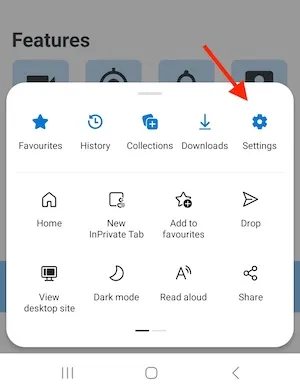 Features
Favourites
History
Collections
Downloads
Settings
Home
New
InPrivate Tab
Add to
favourites
Drop
View
desktop site
Dark mode
Read aloud
Share